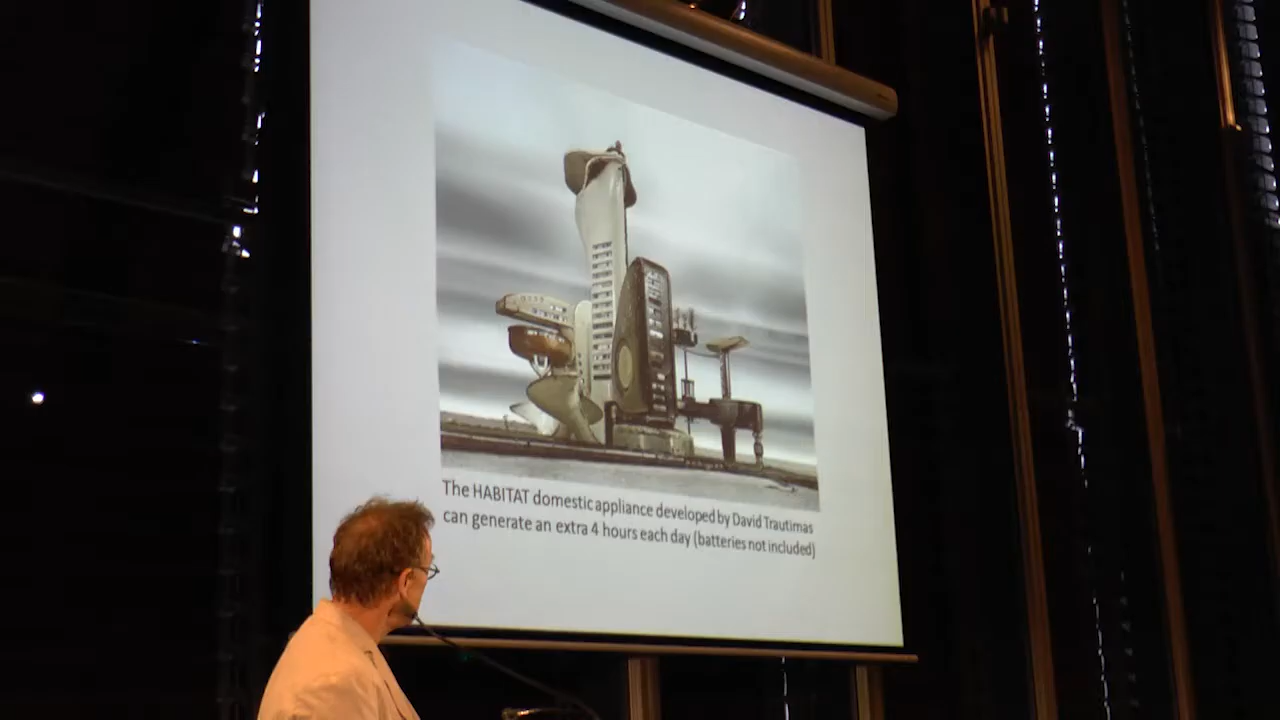 The HABITAT domestic appliance developed by David Trautimas
can generate an extra 4 hours each day (batteries not included)